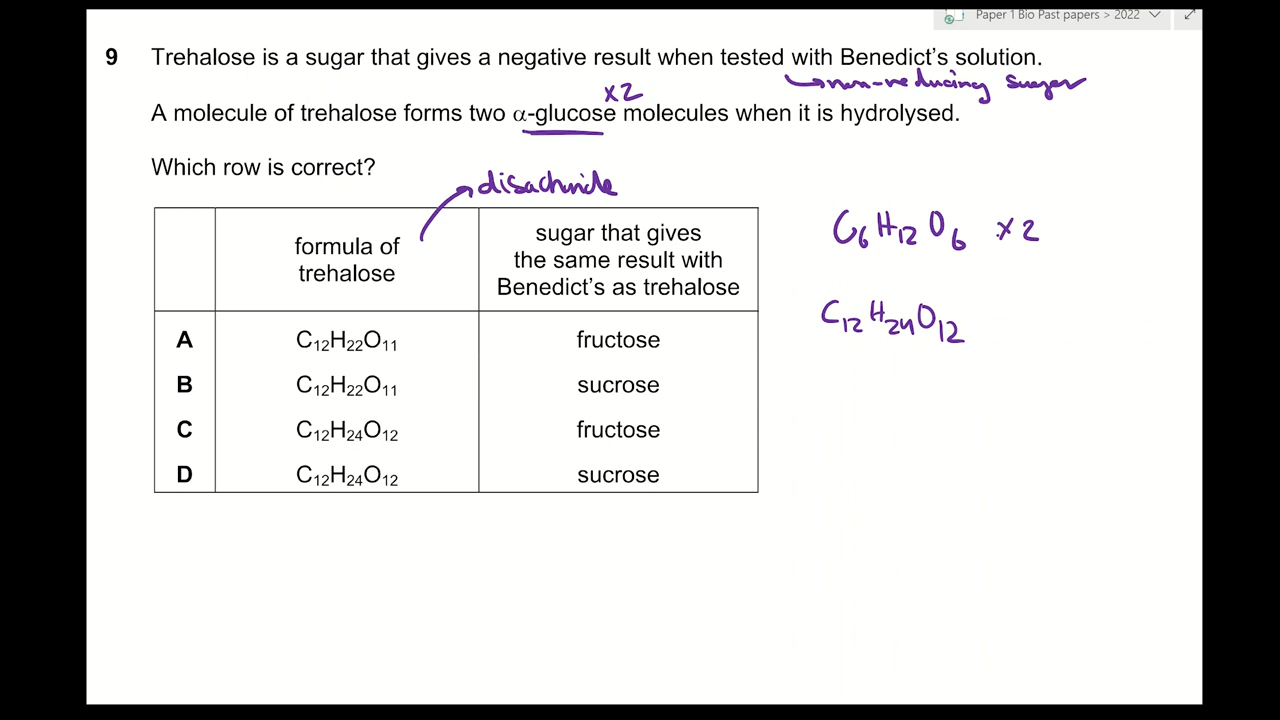 Paper 1 Bio Past papers > 2022
9 Trehalose is a sugar that gives a negative result when tested with Benedict's solution.
non-reducing sugar
x2
A molecule of trehalose forms two α-glucose molecules when it is hydrolysed.
Which row is correct?
disachride
formula of trehalose
sugar that gives the same result with Benedict's as trehalose
C₆H₁₂O₆ x2
C₁₂H₂₄O₁₂
A C₁₂H₂₂O₁₁ fructose
B C₁₂H₂₂O₁₁ sucrose
C C₁₂H₂₄O₁₂ fructose
D C₁₂H₂₄O₁₂ sucrose